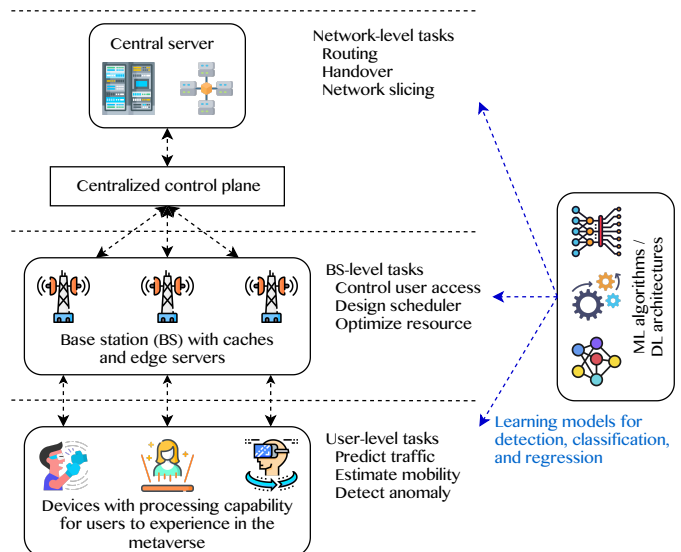 Central server
Network-level tasks
Routing
Handover
Network slicing
Centralized control plane
BS-level tasks
Control user access
Design scheduler
Optimize resource
Base station (BS) with caches
and edge servers
ML algorithms /
DL architectures
Learning models for
detection, classification,
and regression
User-level tasks
Predict traffic
Estimate mobility
Detect anomaly
Devices with processing capability
for users to experience in the
metaverse